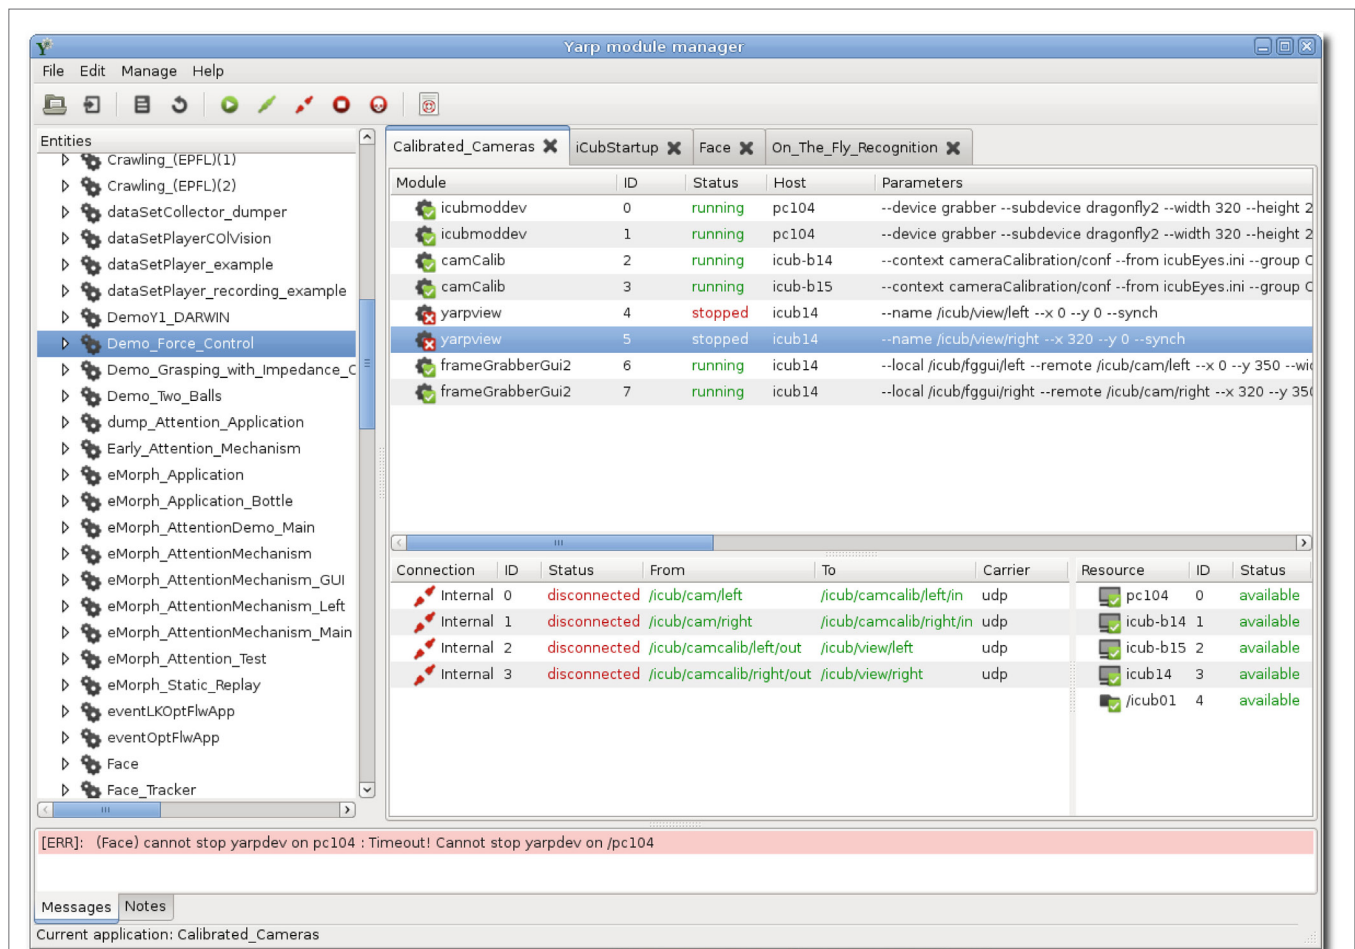 Yarp module manager
File Edit Manage Help
Entities
Crawling_(EPFL)(1)
Crawling_(EPFL)(2)
dataSetCollector_dumper
dataSetPlayerCOlVision
dataSetPlayer_example
dataSetPlayer_recording_example
DemoY1_DARWIN
Demo_Force_Control
Demo_Grasping_with_Impedance_C
Demo_Two_Balls
dump_Attention_Application
Early_Attention_Mechanism
eMorph_Application
eMorph_Application_Bottle
eMorph_AttentionDemo_Main
eMorph_AttentionMechanism
eMorph_AttentionMechanism_GUI
eMorph_AttentionMechanism_Left
eMorph_AttentionMechanism_Main
eMorph_Attention_Test
eMorph_Static_Replay
eventLKOptFlwApp
eventOptFlwApp
Face
Face_Tracker
Calibrated_Cameras iCubStartup Face On_The_Fly_Recognition
Module ID Status Host Parameters
icubmoddev 0 running pc104 --device grabber --subdevice dragonfly2 --width 320 --height 2
icubmoddev 1 running pc104 --device grabber --subdevice dragonfly2 --width 320 --height 2
camCalib 2 running icub-b14 --context cameraCalibration/conf --from icubEyes.ini --group C
camCalib 3 running icub-b15 --context cameraCalibration/conf --from icubEyes.ini --group C
yarpview 4 stopped icub14 --name /icub/view/left --x 0 --y 0 --synch
yarpview 5 stopped icub14 --name /icub/view/right --x 320 --y 0 --synch
frameGrabberGui2 6 running icub14 --local /icub/fggui/left --remote /icub/cam/left --x 0 --y 350 --wi
frameGrabberGui2 7 running icub14 --local /icub/fggui/right --remote /icub/cam/right --x 320 --y 35
Connection ID Status From To Carrier
Internal 0 disconnected /icub/cam/left /icub/camcalib/left/in udp
Internal 1 disconnected /icub/cam/right /icub/camcalib/right/in udp
Internal 2 disconnected /icub/camcalib/left/out /icub/view/left udp
Internal 3 disconnected /icub/camcalib/right/out /icub/view/right udp
Resource ID Status
pc104 0 available
icub-b14 1 available
icub-b15 2 available
icub14 3 available
/icub01 4 available
[ERR]: (Face) cannot stop yarpdev on pc104 : Timeout! Cannot stop yarpdev on /pc104
Messages Notes
Current application: Calibrated_Cameras